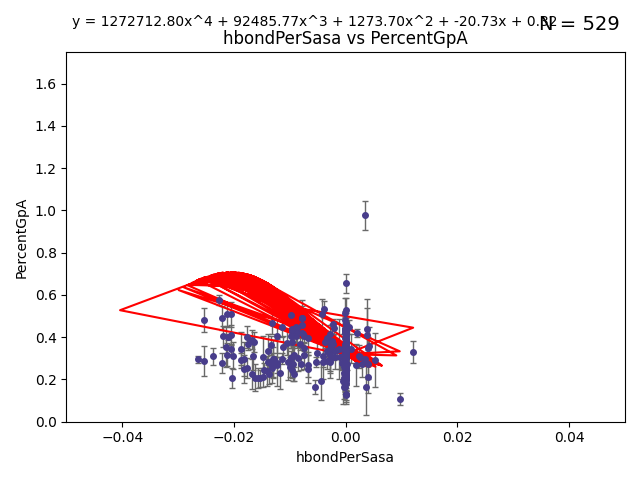 y = 1272712.80x^4 + 92485.77x^3 + 1273.70x^2 + -20.73x + 0.32
N = 529
hbondPerSasa vs PercentGpA
1.6
1.4
1.2
1.0
0.8
0.6
0.4
0.2
0.0
PercentGpA
−0.04 −0.02 0.00 0.02 0.04
hbondPerSasa